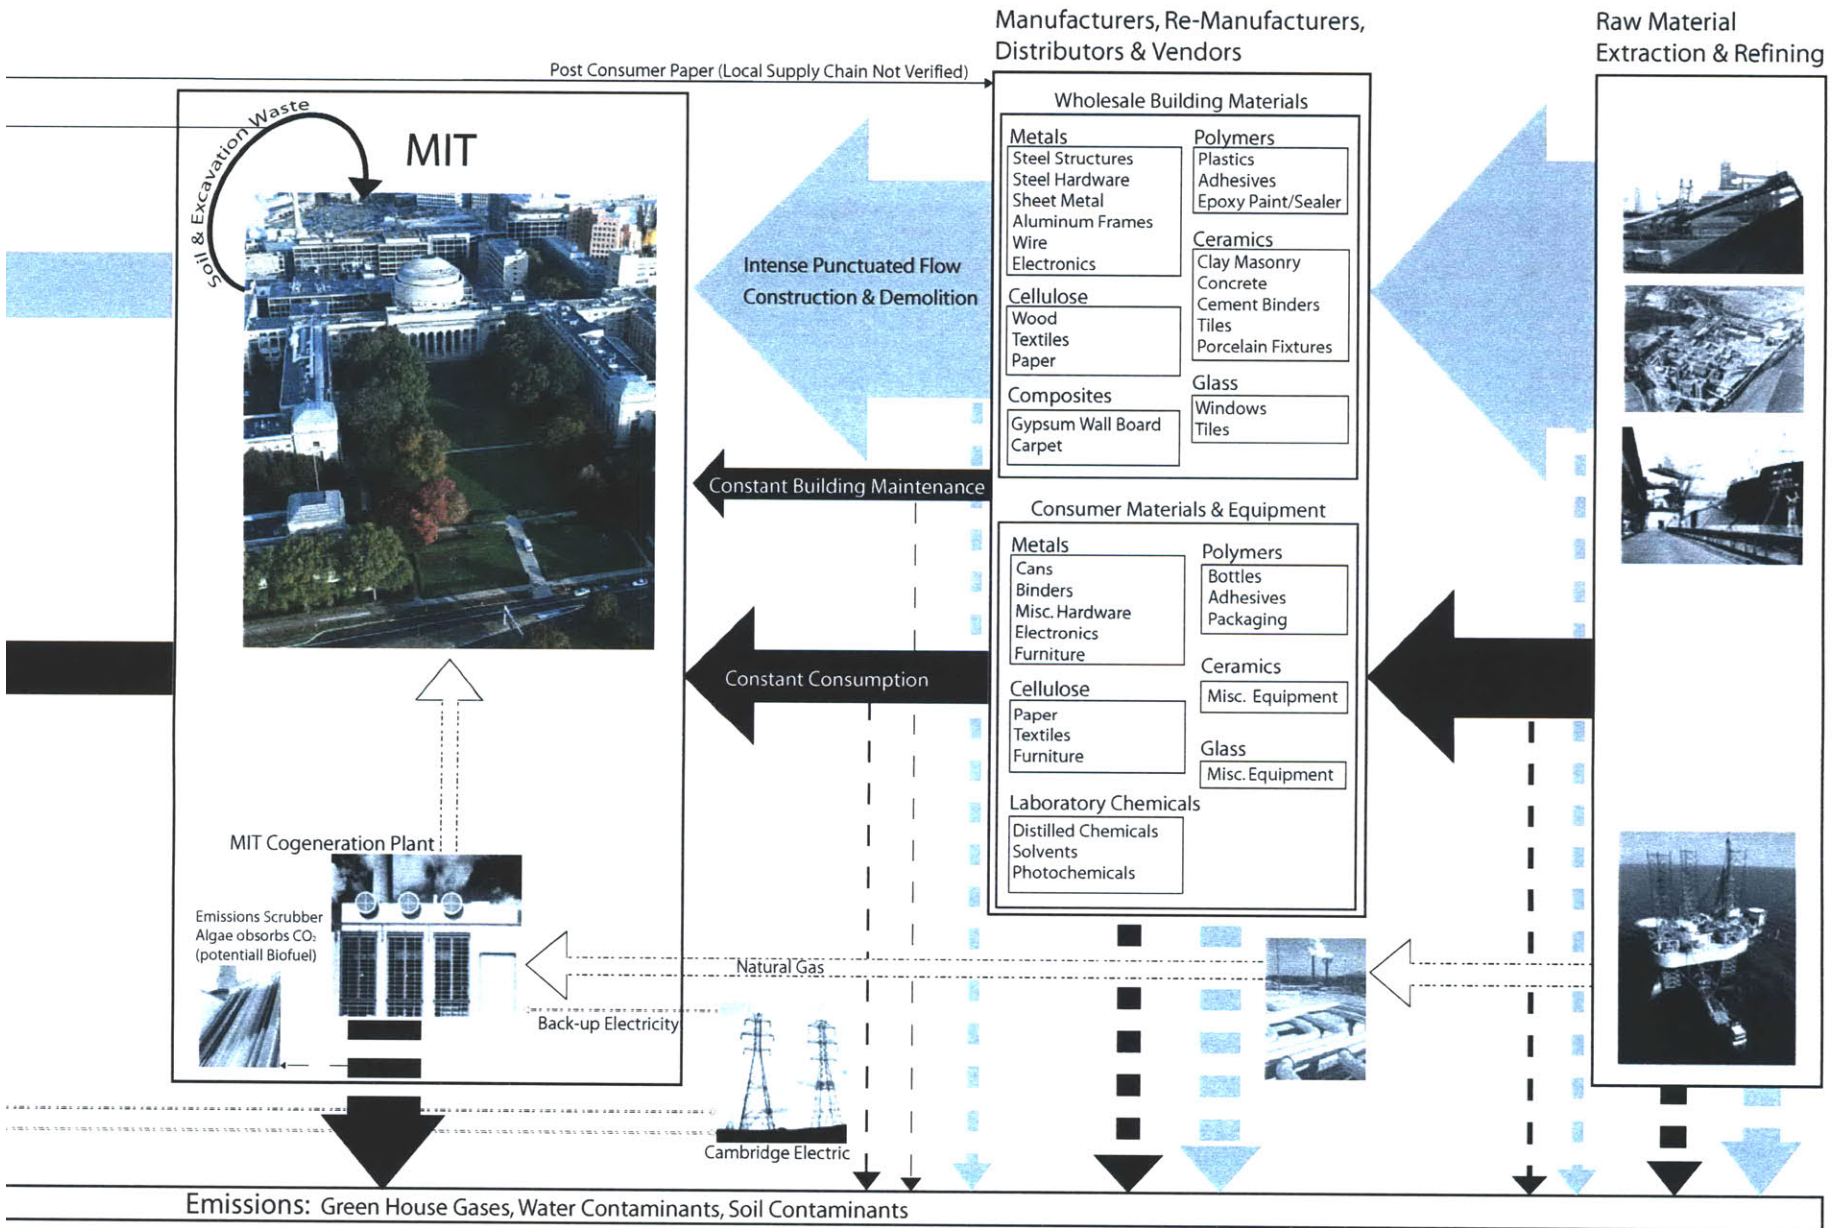 Manufacturers, Re-Manufacturers,
Distributors & Vendors
Raw Material
Extraction & Refining
Post Consumer Paper (Local Supply Chain Not Verified)
Soil & Excavation Waste
MIT
Intense Punctuated Flow
Construction & Demolition
Constant Building Maintenance
Constant Consumption
Wholesale Building Materials
Metals
Steel Structures
Steel Hardware
Sheet Metal
Aluminum Frames
Wire
Electronics
Cellulose
Wood
Textiles
Paper
Composites
Gypsum Wall Board
Carpet
Polymers
Plastics
Adhesives
Epoxy Paint/Sealer
Ceramics
Clay Masonry
Concrete
Cement Binders
Tiles
Porcelain Fixtures
Glass
Windows
Tiles
Consumer Materials & Equipment
Metals
Cans
Binders
Misc. Hardware
Electronics
Furniture
Cellulose
Paper
Textiles
Furniture
Laboratory Chemicals
Distilled Chemicals
Solvents
Photochemicals
Polymers
Bottles
Adhesives
Packaging
Ceramics
Misc. Equipment
Glass
Misc. Equipment
MIT Cogeneration Plant
Emissions Scrubber
Algae obsorbs CO₂
(potentiall Biofuel)
Natural Gas
Back-up Electricity
Cambridge Electric
Emissions: Green House Gases, Water Contaminants, Soil Contaminants